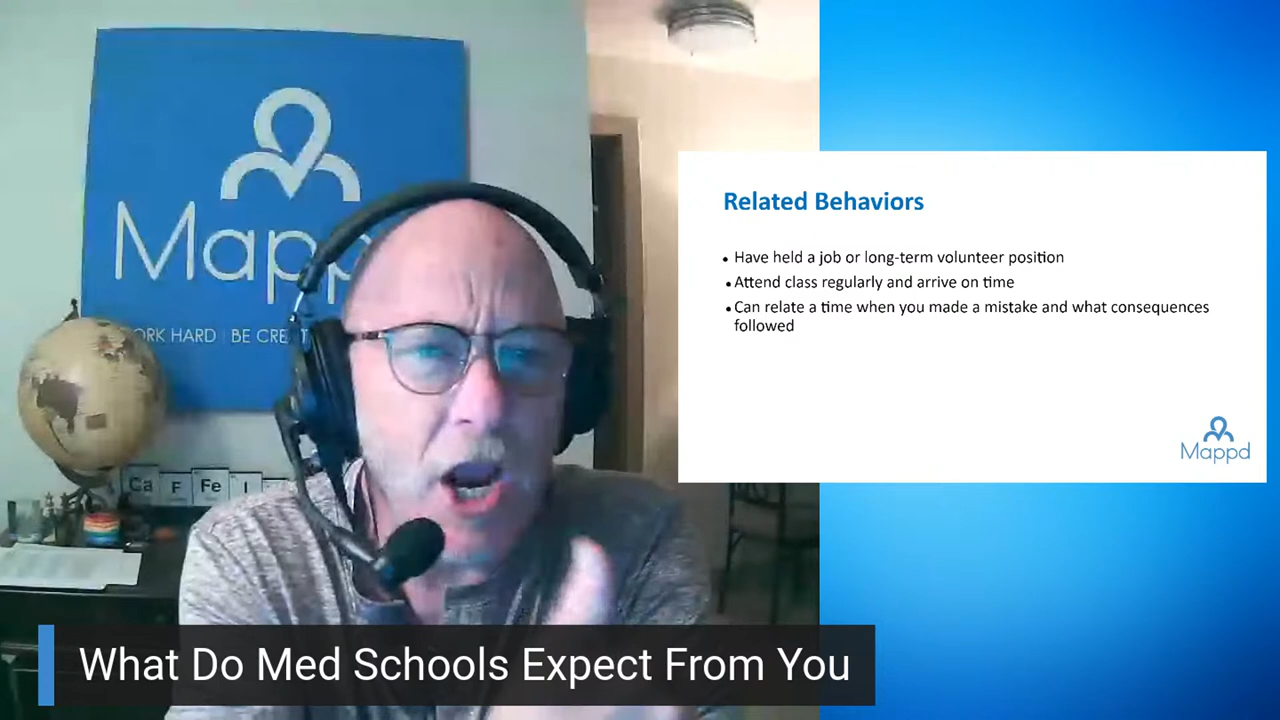 Mappd
WORK HARD | BE CREAT
Ca F Fe I
Related Behaviors
• Have held a job or long-term volunteer position
• Attend class regularly and arrive on time
• Can relate a time when you made a mistake and what consequences
followed
Mappd
What Do Med Schools Expect From You